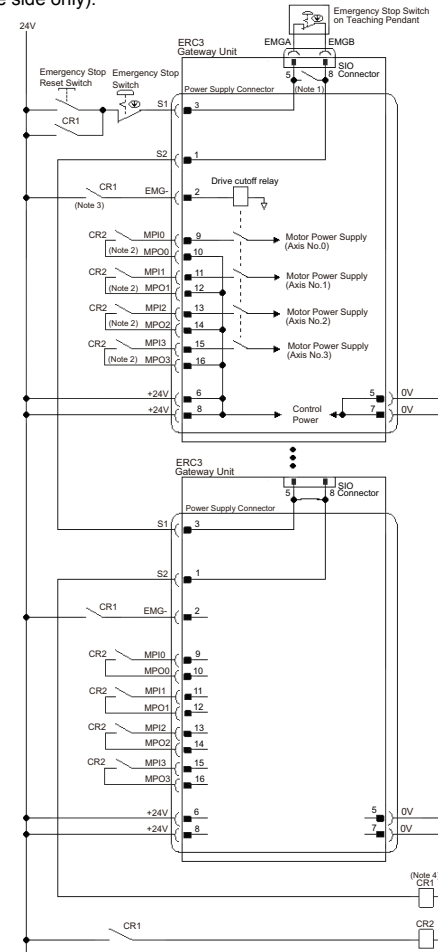 e side only).
24V
Emergency Stop Switch
on Teaching Pendant
EMGA
EMGB
ERC3
Gateway Unit
5
8
SIO
Connector
(Note 1)
Emergency Stop
Reset Switch
Emergency Stop
Switch
Power Supply Connector
S1
3
CR1
S2
1
Drive cutoff relay
CR1
EMG-
2
(Note 3)
CR2
MPI0
9
(Note 2)
MPO0
10
Motor Power Supply
(Axis No.0)
CR2
MPI1
11
(Note 2)
MPO1
12
Motor Power Supply
(Axis No.1)
CR2
MPI2
13
(Note 2)
MPO2
14
Motor Power Supply
(Axis No.2)
CR2
MPI3
15
(Note 2)
MPO3
16
Motor Power Supply
(Axis No.3)
+24V
6
5
0V
+24V
8
Control
Power
7
0V
ERC3
Gateway Unit
5
8
SIO
Connector
Power Supply Connector
S1
3
S2
1
CR1
EMG-
2
CR2
MPI0
9
MPO0
10
CR2
MPI1
11
MPO1
12
CR2
MPI2
13
MPO2
14
CR2
MPI3
15
MPO3
16
+24V
6
5
0V
+24V
8
7
0V
(Note 4)
CR1
CR1
CR2